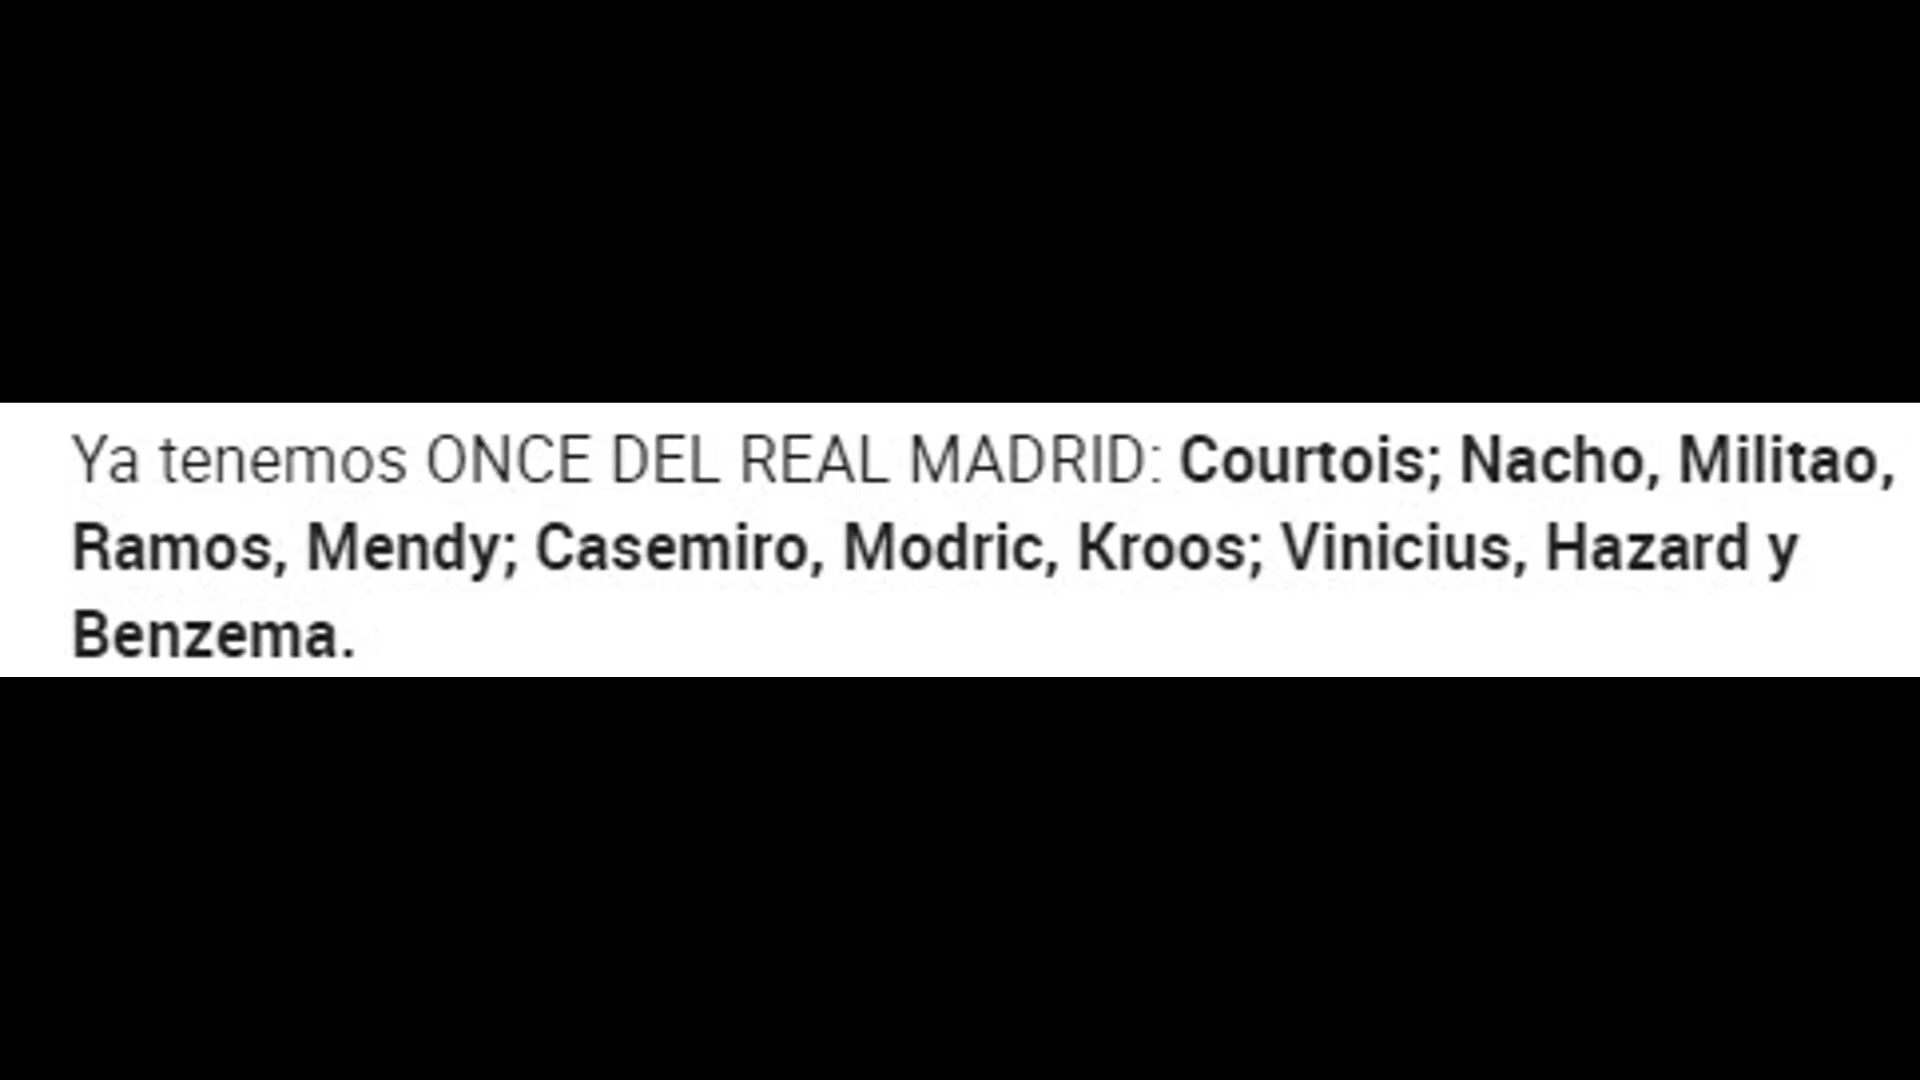 Ya tenemos ONCE DEL REAL MADRID: Courtois; Nacho, Militao,
Ramos, Mendy; Casemiro, Modric, Kroos; Vinicius, Hazard y
Benzema.